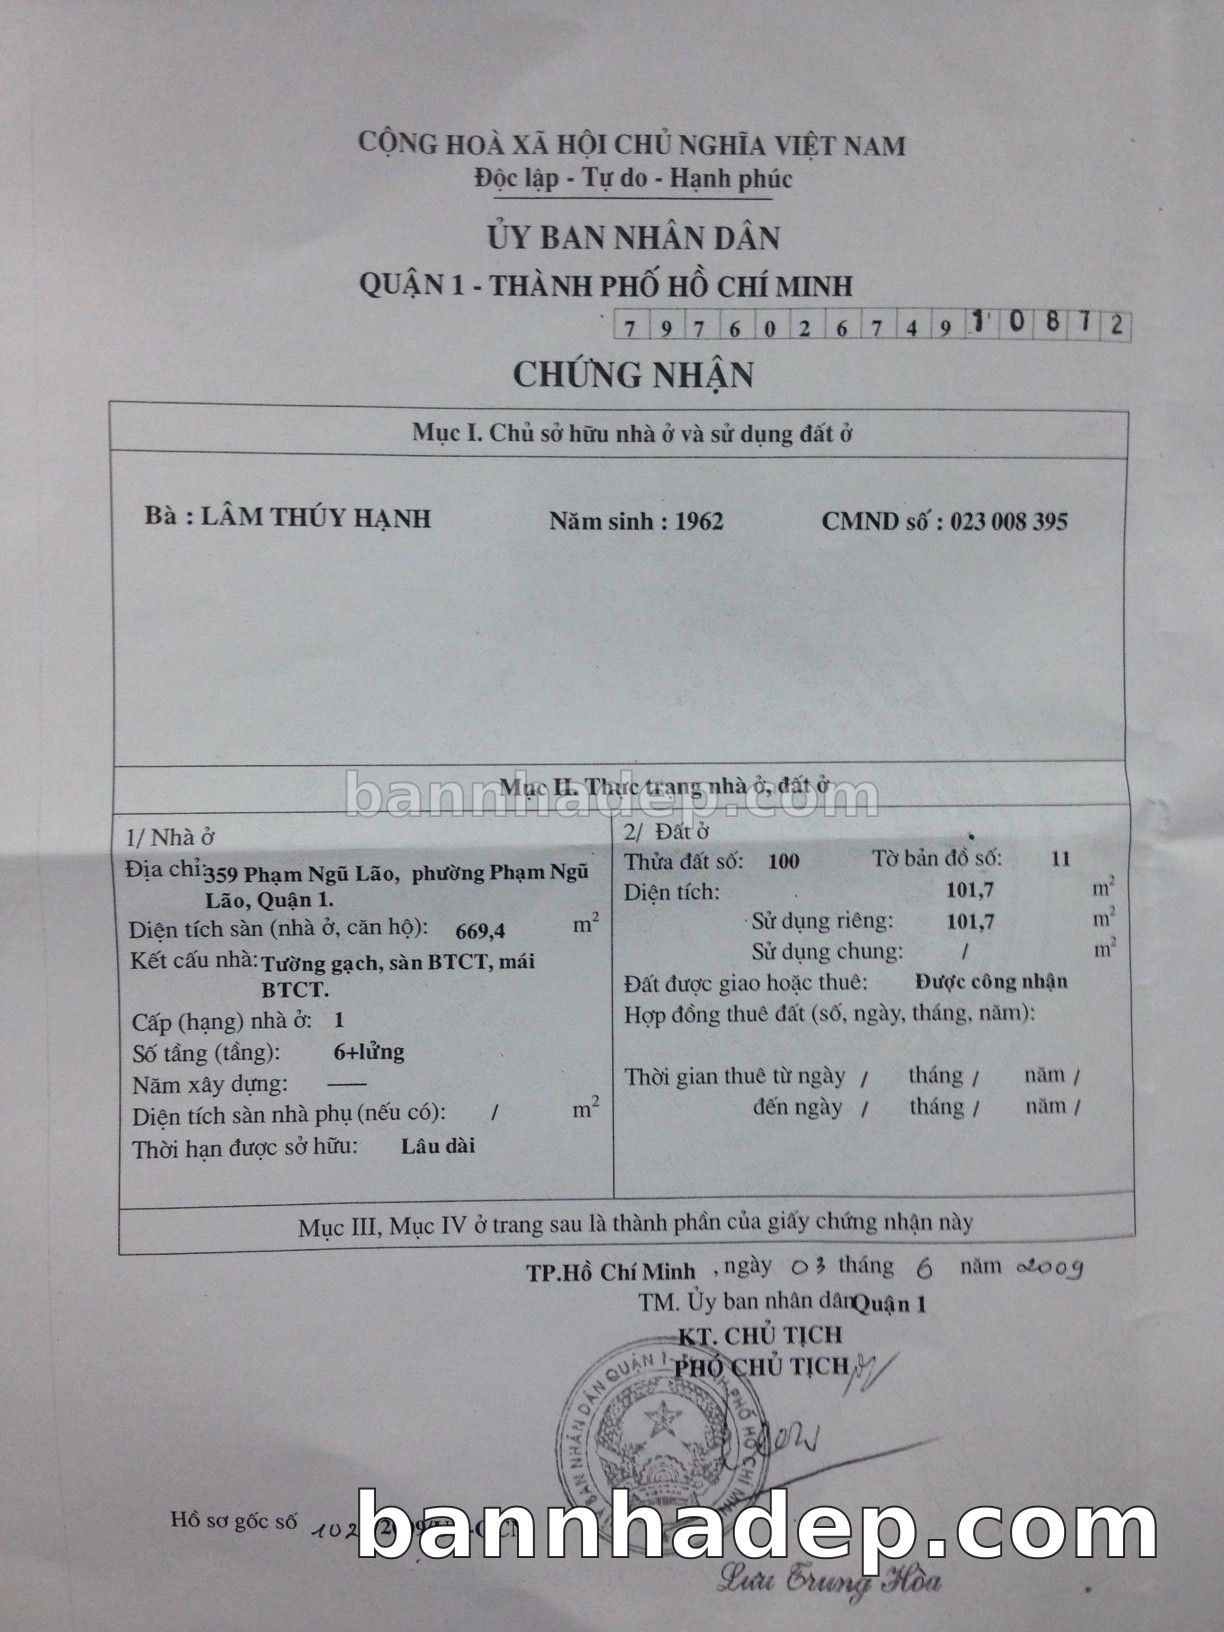 CỘNG HOÀ XÃ HỘI CHỦ NGHĨA VIỆT NAM
Độc lập - Tự do - Hạnh phúc
ỦY BAN NHÂN DÂN
QUẬN 1 - THÀNH PHỐ HỒ CHÍ MINH
7 9 7 6 0 2 6 7 4 9 1 0 8 7 2
CHỨNG NHẬN
Mục I. Chủ sở hữu nhà ở và sử dụng đất ở
Bà : LÂM THÚY HẠNH Năm sinh : 1962 CMND số : 023 008 395
Mục II. Thực trạng nhà ở, đất ở
bannhadep.com
1/ Nhà ở
Địa chỉ: 359 Phạm Ngũ Lão, phường Phạm Ngũ
Lão, Quận 1.
Diện tích sàn (nhà ở, căn hộ): 669,4 m²
Kết cấu nhà: Tường gạch, sàn BTCT, mái
BTCT.
Cấp (hạng) nhà ở: 1
Số tầng (tầng): 6+lửng
Năm xây dựng: ——
Diện tích sàn nhà phụ (nếu có): / m²
Thời hạn được sở hữu: Lâu dài
2/ Đất ở
Thửa đất số: 100 Tờ bản đồ số: 11
Diện tích: 101,7 m²
Sử dụng riêng: 101,7 m²
Sử dụng chung: / m²
Đất được giao hoặc thuê: Được công nhận
Hợp đồng thuê đất (số, ngày, tháng, năm):
Thời gian thuê từ ngày / tháng / năm /
đến ngày / tháng / năm /
Mục III, Mục IV ở trang sau là thành phần của giấy chứng nhận này
TP.Hồ Chí Minh , ngày 03 tháng 6 năm 2009
TM. Ủy ban nhân dân Quận 1
KT. CHỦ TỊCH
PHÓ CHỦ TỊCH
Hồ sơ gốc số
bannhadep.com
Lưu Trung Hòa